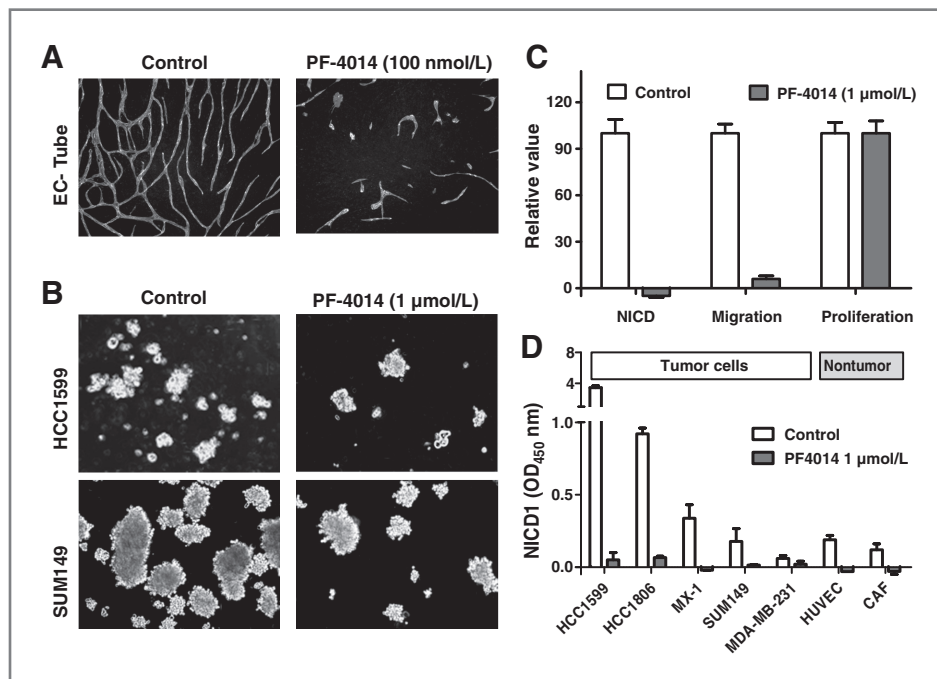 A
Control
PF-4014 (100 nmol/L)
EC- Tube
B
Control
PF-4014 (1 µmol/L)
HCC1599
SUM149
C
Control
PF-4014 (1 µmol/L)
Relative value
120
90
60
30
0
NICD
Migration
Proliferation
D
Tumor cells
Nontumor
Control
PF4014 1 µmol/L
NICD1 (OD450 nm)
8
4
1.0
0.5
0.0
HCC1599
HCC1806
MX-1
SUM149
MDA-MB-231
HUVEC
CAF